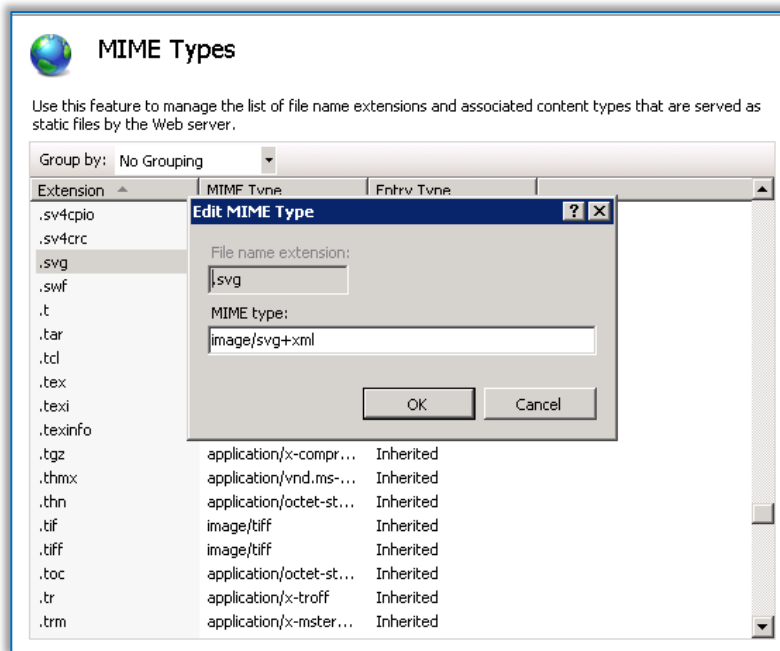 MIME Types
Use this feature to manage the list of file name extensions and associated content types that are served as
static files by the Web server.
Group by: No Grouping
Extension MIME Type Entry Type
.sv4cpio
.sv4crc
.svg
.swf
.t
.tar
.tcl
.tex
.texi
.texinfo
Edit MIME Type
File name extension:
.svg
MIME type:
image/svg+xml
OK Cancel
.tgz application/x-compr... Inherited
.thmx application/vnd.ms-... Inherited
.thn application/octet-st... Inherited
.tif image/tiff Inherited
.tiff image/tiff Inherited
.toc application/octet-st... Inherited
.tr application/x-troff Inherited
.trm application/x-mster... Inherited